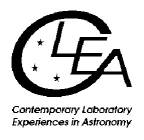 CLEA
Contemporary Laboratory
Experiences in Astronomy